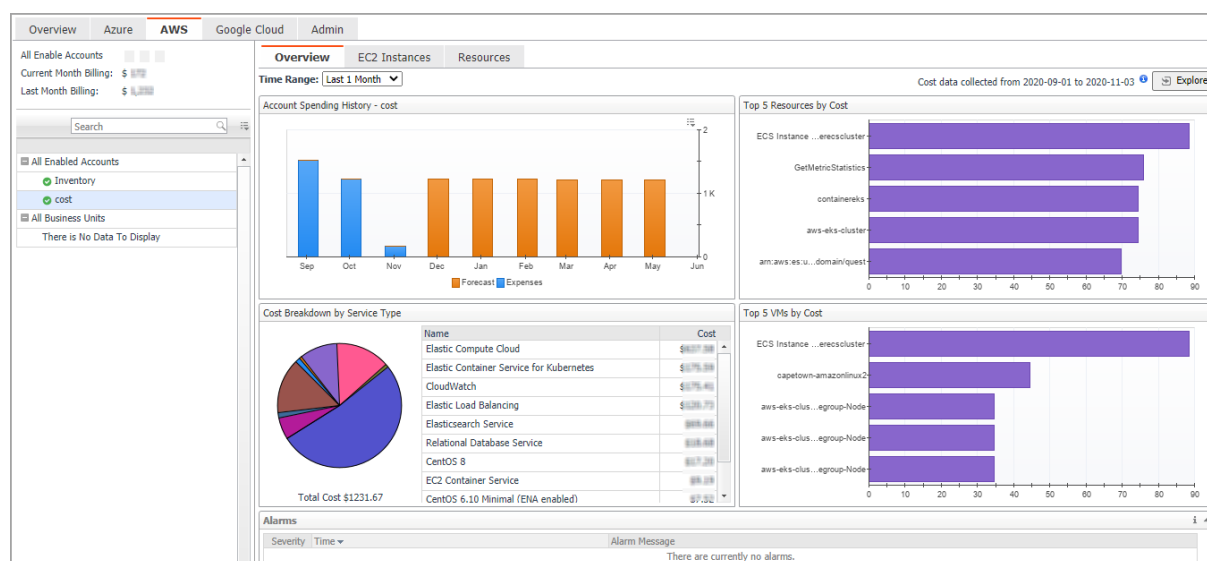 Overview Azure AWS Google Cloud Admin
All Enable Accounts
Current Month Billing: $
Last Month Billing: $
Search
All Enabled Accounts
Inventory
cost
All Business Units
There is No Data To Display
Overview EC2 Instances Resources
Time Range: Last 1 Month
Cost data collected from 2020-09-01 to 2020-11-03 Explore
Account Spending History - cost
2
1 K
0
Sep Oct Nov Dec Jan Feb Mar Apr May Jun
Forecast Expenses
Top 5 Resources by Cost
ECS Instance ...erecscluster
GetMetricStatistics
containereks
aws-eks-cluster
arn:aws:es:u...domain/quest
0 10 20 30 40 50 60 70 80 90
Cost Breakdown by Service Type
Total Cost $1231.67
Name Cost
Elastic Compute Cloud
Elastic Container Service for Kubernetes
CloudWatch
Elastic Load Balancing
Elasticsearch Service
Relational Database Service
CentOS 8
EC2 Container Service
CentOS 6.10 Minimal (ENA enabled)
Top 5 VMs by Cost
ECS Instance ...erecscluster
capetown-amazonlinux2
aws-eks-clus...egroup-Node
aws-eks-clus...egroup-Node
aws-eks-clus...egroup-Node
0 10 20 30 40 50 60 70 80 90
Alarms
Severity Time Alarm Message
There are currently no alarms.